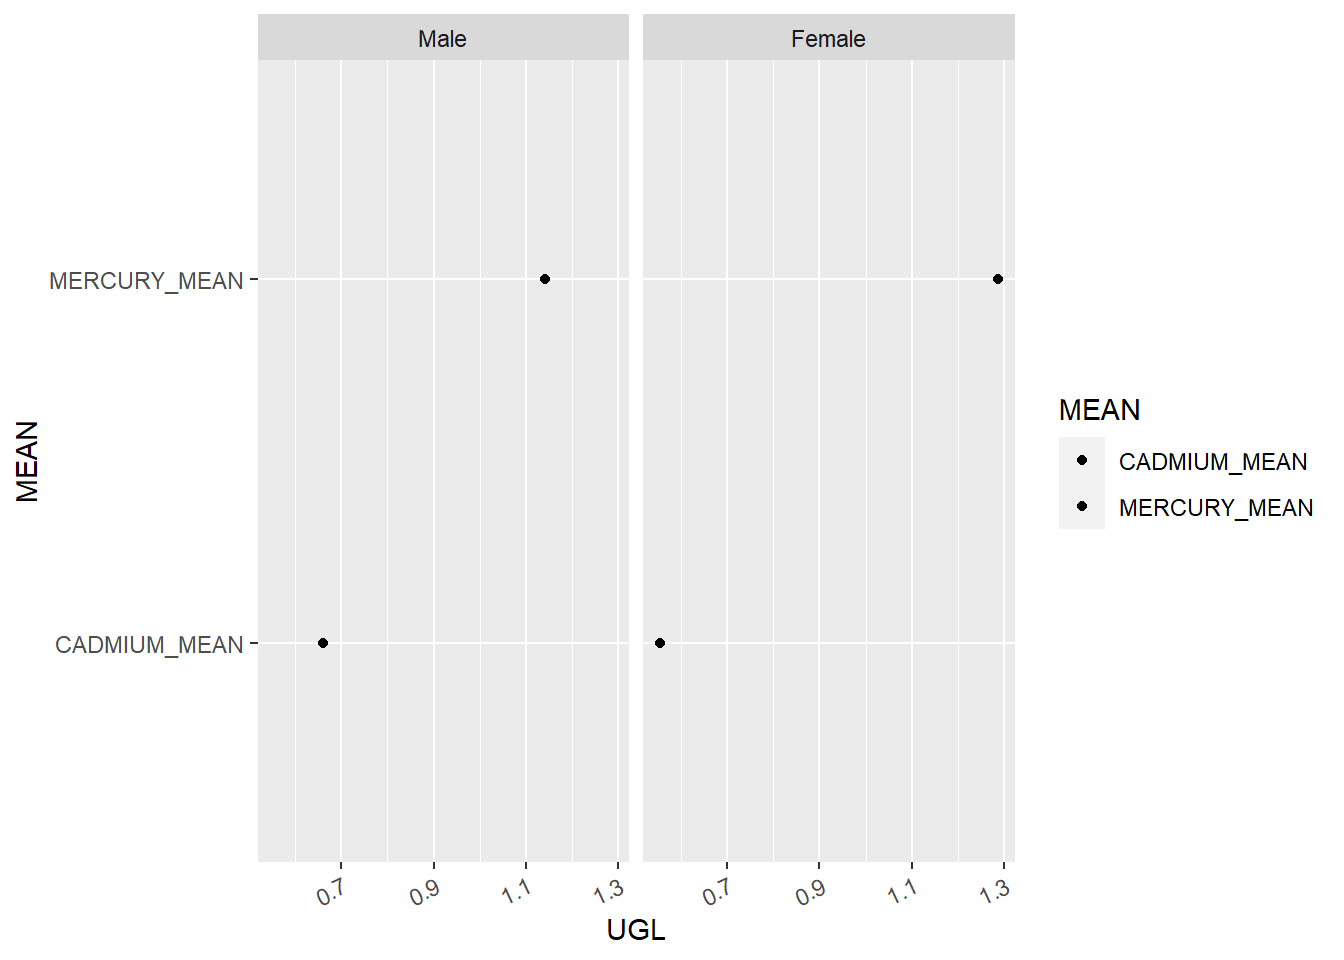 Male Female
MERCURY_MEAN
CADMIUM_MEAN
MEAN
0.7 0.9 1.1 1.3 0.7 0.9 1.1 1.3
UGL
MEAN
CADMIUM_MEAN
MERCURY_MEAN